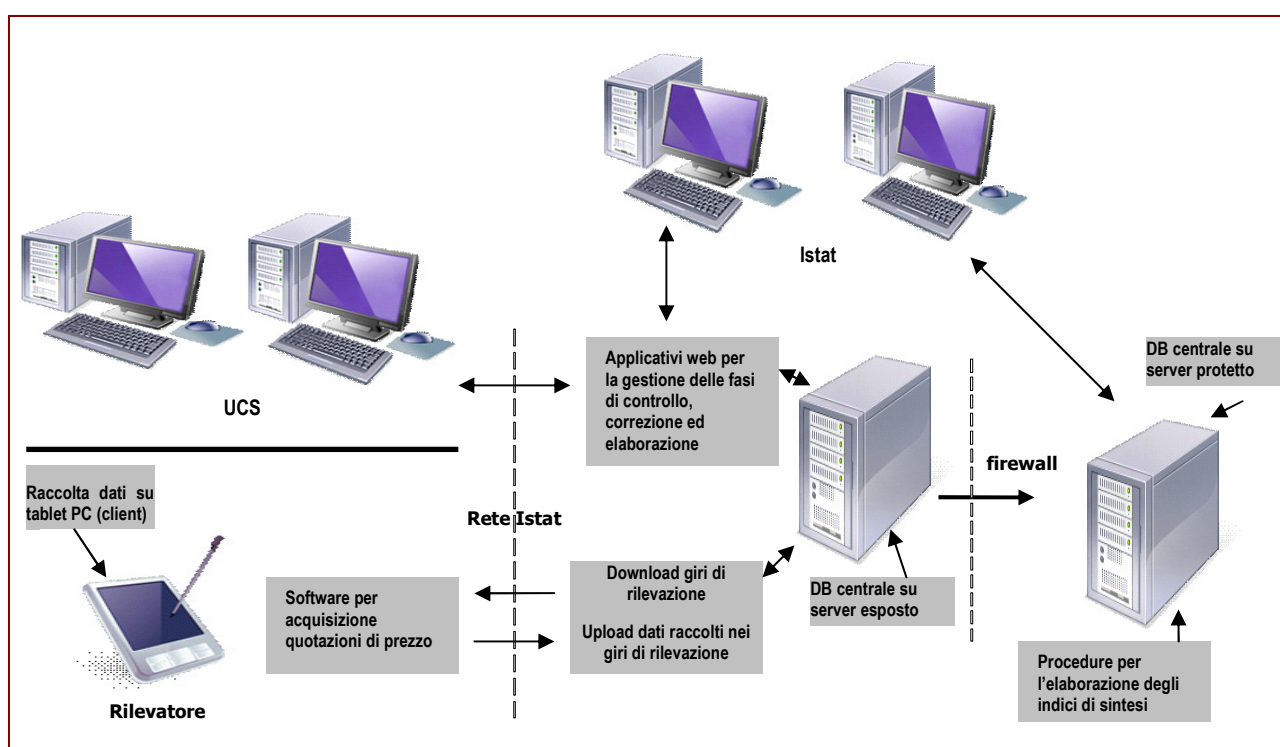 Istat
UCS
Applicativi web per
la gestione delle fasi
di controllo,
correzione ed
elaborazione
DB centrale su
server protetto
firewall
Raccolta dati su
tablet PC (client)
Rete Istat
Software per
acquisizione
quotazioni di prezzo
Download giri di
rilevazione
Upload dati raccolti nei
giri di rilevazione
DB centrale su
server esposto
Procedure per
l'elaborazione degli
indici di sintesi
Rilevatore